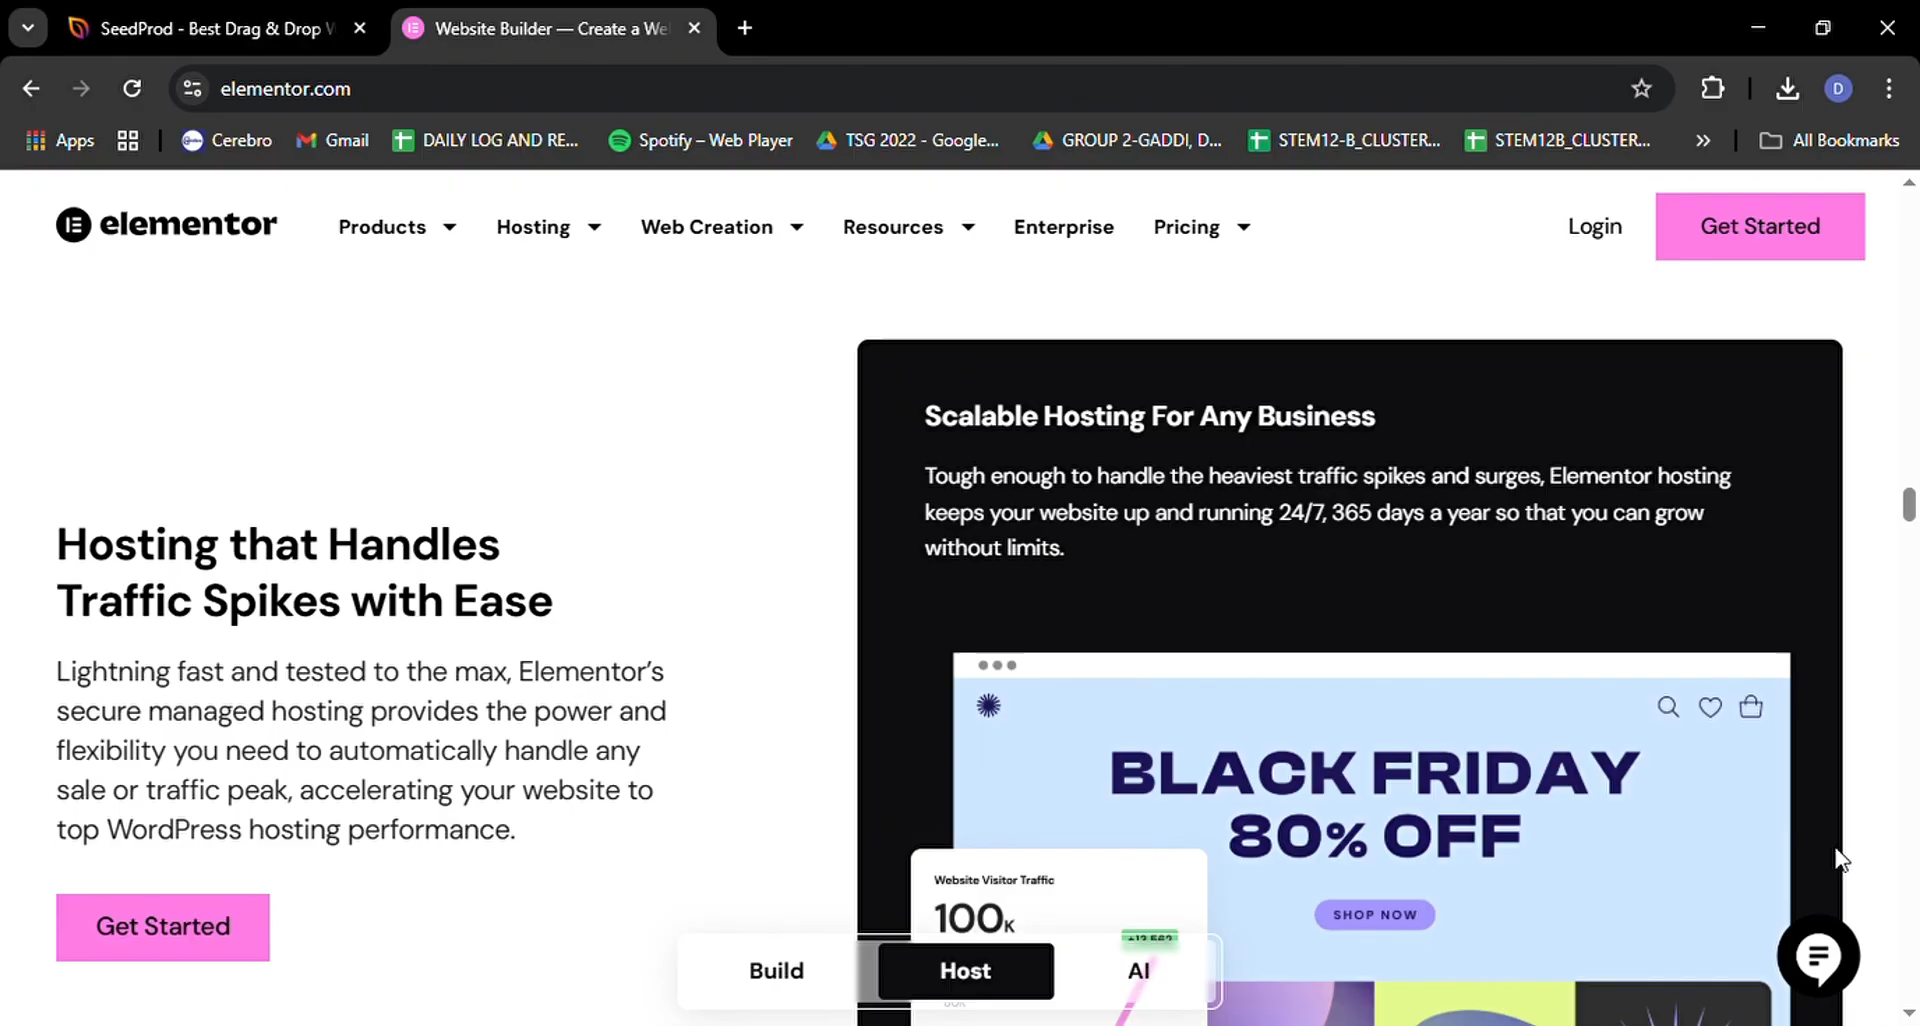 SeedProd - Best Drag & Drop W
Website Builder — Create a We
elementor.com
D
Apps
Cerebro
Gmail
DAILY LOG AND RE...
Spotify – Web Player
TSG 2022 - Google...
GROUP 2-GADDI, D...
STEM12-B_CLUSTER...
STEM12B_CLUSTER...
All Bookmarks
elementor
Products
Hosting
Web Creation
Resources
Enterprise
Pricing
Login
Get Started
Hosting that Handles
Traffic Spikes with Ease
Lightning fast and tested to the max, Elementor's
secure managed hosting provides the power and
flexibility you need to automatically handle any
sale or traffic peak, accelerating your website to
top WordPress hosting performance.
Get Started
Scalable Hosting For Any Business
Tough enough to handle the heaviest traffic spikes and surges, Elementor hosting
keeps your website up and running 24/7, 365 days a year so that you can grow
without limits.
BLACK FRIDAY
80% OFF
SHOP NOW
Website Visitor Traffic
100K
Build
Host
AI